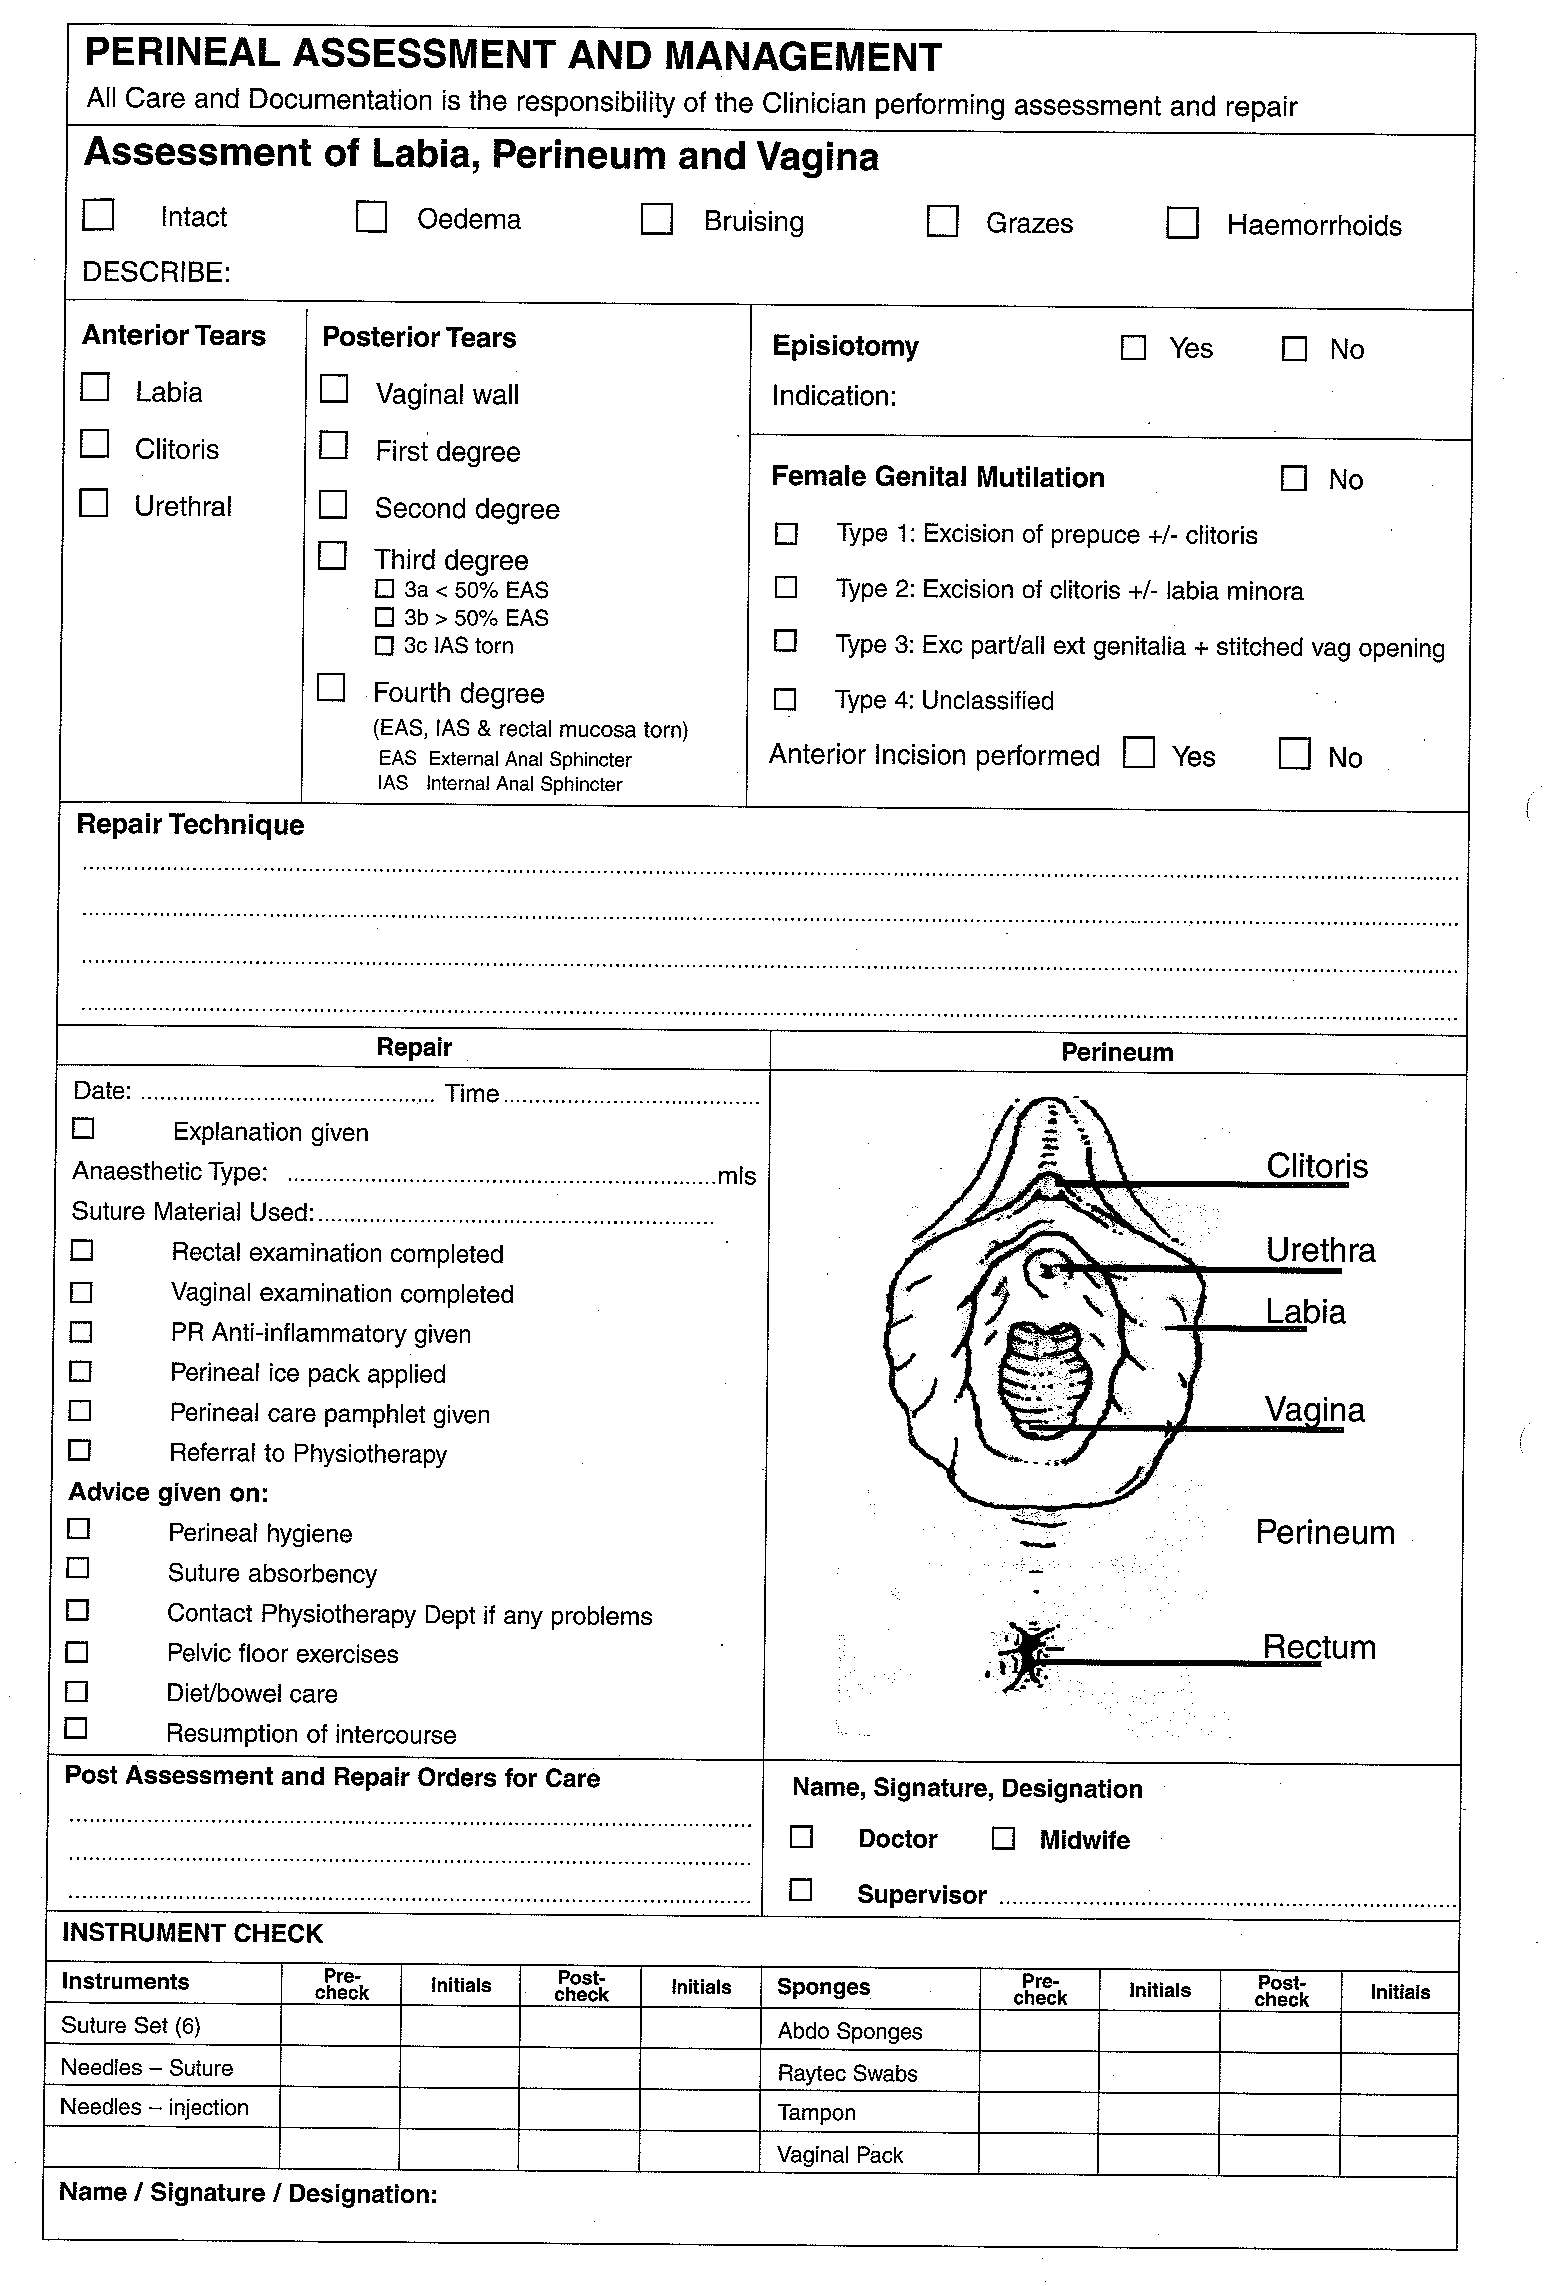 PERINEAL ASSESSMENT AND MANAGEMENT
All Care and Documentation is the responsibility of the Clinician performing assessment and repair
Assessment of Labia, Perineum and Vagina
Intact Oedema Bruising Grazes Haemorrhoids
DESCRIBE:
Anterior Tears
Labia
Clitoris
Urethral
Posterior Tears
Vaginal wall
First degree
Second degree
Third degree
3a < 50% EAS
3b > 50% EAS
3c IAS torn
Fourth degree
(EAS, IAS & rectal mucosa torn)
EAS External Anal Sphincter
IAS Internal Anal Sphincter
Episiotomy Yes No
Indication:
Female Genital Mutilation No
Type 1: Excision of prepuce +/- clitoris
Type 2: Excision of clitoris +/- labia minora
Type 3: Exc part/all ext genitalia + stitched vag opening
Type 4: Unclassified
Anterior Incision performed Yes No
Repair Technique
Repair
Date: Time
Explanation given
Anaesthetic Type: mls
Suture Material Used:
Rectal examination completed
Vaginal examination completed
PR Anti-inflammatory given
Perineal ice pack applied
Perineal care pamphlet given
Referral to Physiotherapy
Advice given on:
Perineal hygiene
Suture absorbency
Contact Physiotherapy Dept if any problems
Pelvic floor exercises
Diet/bowel care
Resumption of intercourse
Perineum
Clitoris
Urethra
Labia
Vagina
Perineum
Rectum
Post Assessment and Repair Orders for Care
Name, Signature, Designation
Doctor Midwife
Supervisor
INSTRUMENT CHECK
Instruments Pre-check Initials Post-check Initials Sponges Pre-check Initials Post-check Initials
Suture Set (6) Abdo Sponges
Needles – Suture Raytec Swabs
Needles – injection Tampon
Vaginal Pack
Name / Signature / Designation: